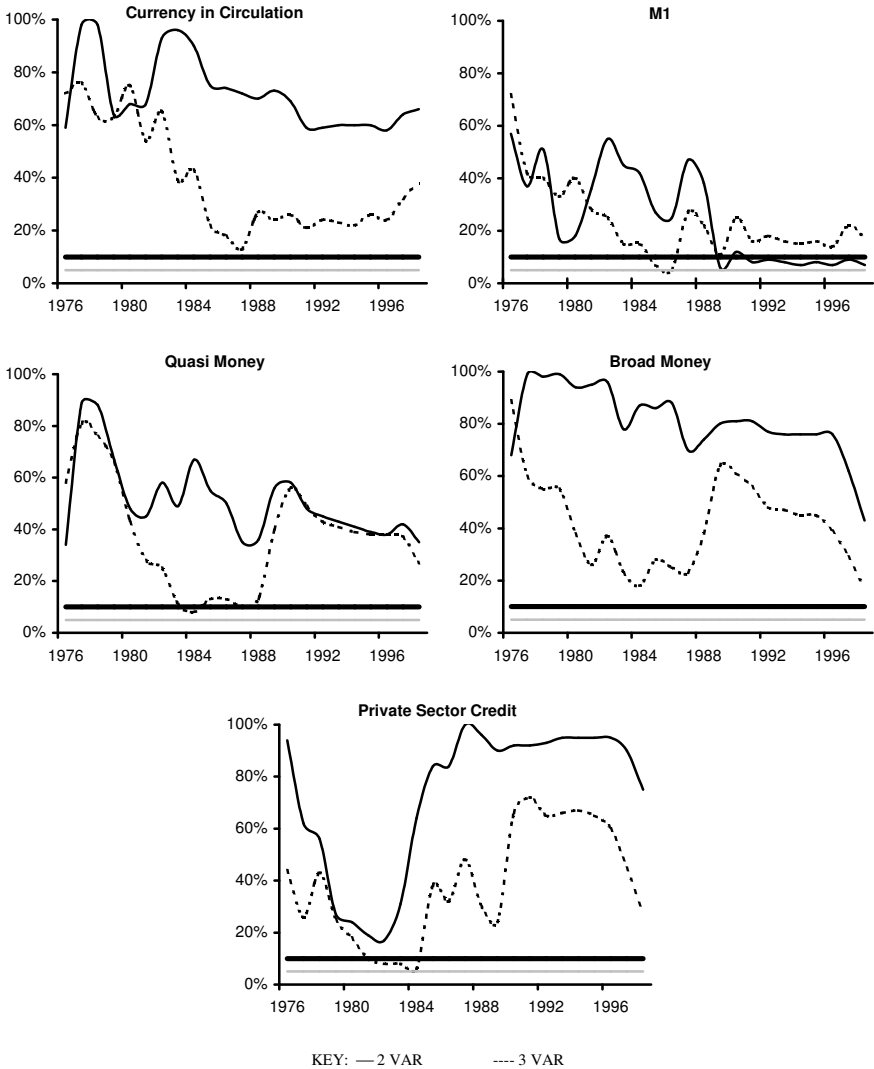 Currency in Circulation
100%
80%
60%
40%
20%
0%
1976 1980 1984 1988 1992 1996
M1
100%
80%
60%
40%
20%
0%
1976 1980 1984 1988 1992 1996
Quasi Money
100%
80%
60%
40%
20%
0%
1976 1980 1984 1988 1992 1996
Broad Money
100%
80%
60%
40%
20%
0%
1976 1980 1984 1988 1992 1996
Private Sector Credit
100%
80%
60%
40%
20%
0%
1976 1980 1984 1988 1992 1996
KEY: — 2 VAR ---- 3 VAR